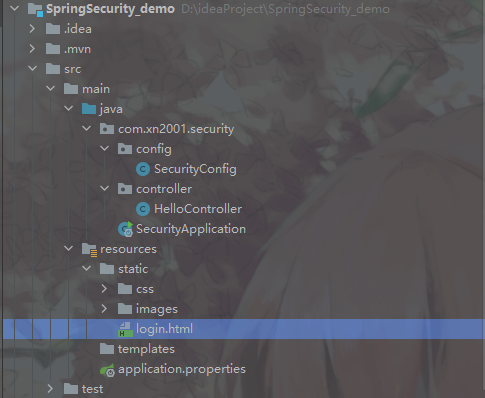 SpringSecurity_demo D:\ideaProject\SpringSecurity_demo
.idea
.mvn
src
main
java
com.xn2001.security
config
SecurityConfig
controller
HelloController
SecurityApplication
resources
static
css
images
login.html
templates
application.properties
test